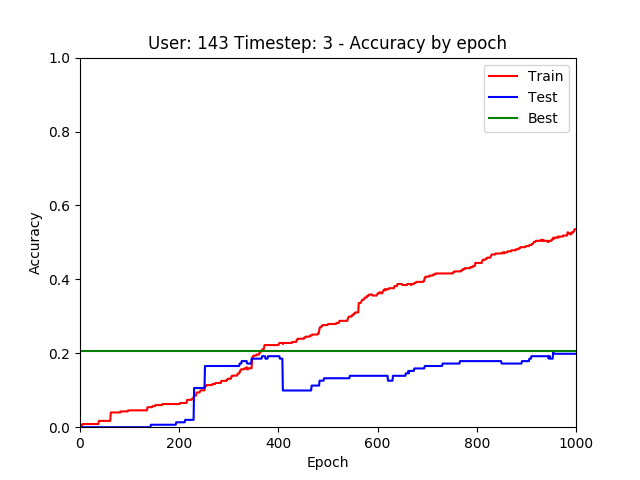 User: 143 Timestep: 3 - Accuracy by epoch
1.0
0.8
0.6
0.4
0.2
0.0
Accuracy
Train
Test
Best
0 200 400 600 800 1000
Epoch